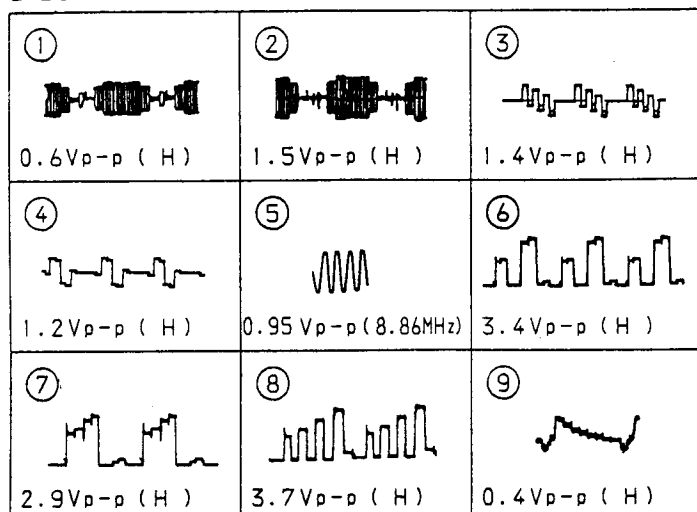 ① ② ③
0.6Vp-p ( H ) 1.5Vp-p ( H ) 1.4Vp-p ( H )
④ ⑤ ⑥
1.2Vp-p ( H ) 0.95Vp-p(8.86MHz) 3.4Vp-p ( H )
⑦ ⑧ ⑨
2.9Vp-p ( H ) 3.7Vp-p ( H ) 0.4Vp-p ( H )